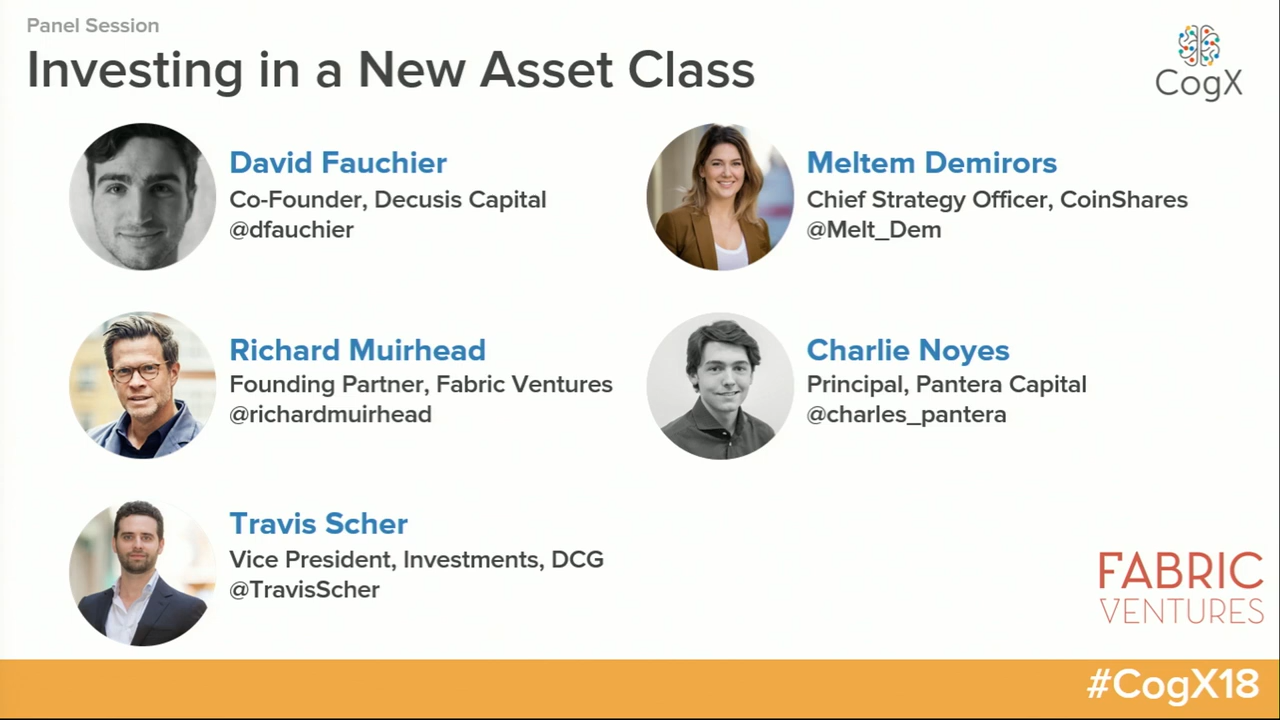 Panel Session
Investing in a New Asset Class
CogX
David Fauchier
Co-Founder, Decusis Capital
@dfauchier
Meltem Demirors
Chief Strategy Officer, CoinShares
@Melt_Dem
Richard Muirhead
Founding Partner, Fabric Ventures
@richardmuirhead
Charlie Noyes
Principal, Pantera Capital
@charles_pantera
Travis Scher
Vice President, Investments, DCG
@TravisScher
FABRIC
VENTURES
#CogX18